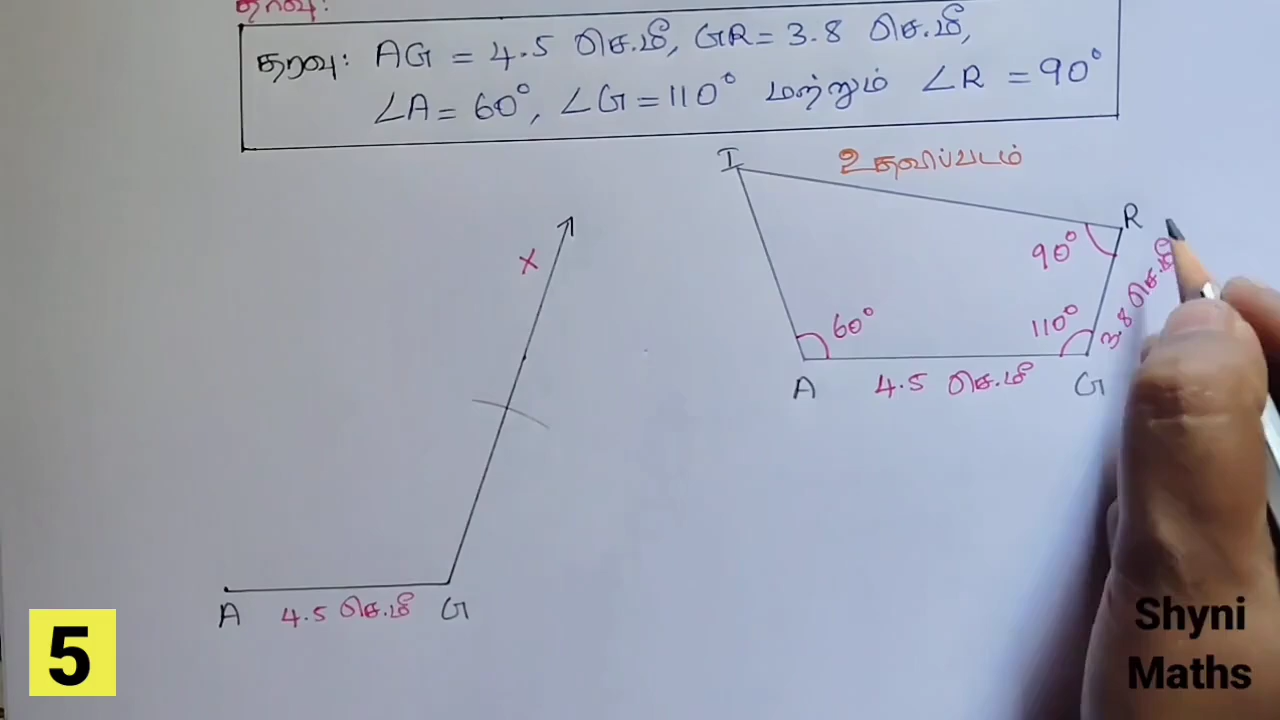 தரவு:
தரவு: AG = 4.5 செ.மீ, GR = 3.8 செ.மீ,
∠A = 60°, ∠G = 110° மற்றும் ∠R = 90°
உதவிப்படம்
I
R
90°
X
3.8 செ.மீ
60°
110°
A
4.5 செ.மீ
G
A
4.5 செ.மீ
G
5
Shyni
Maths